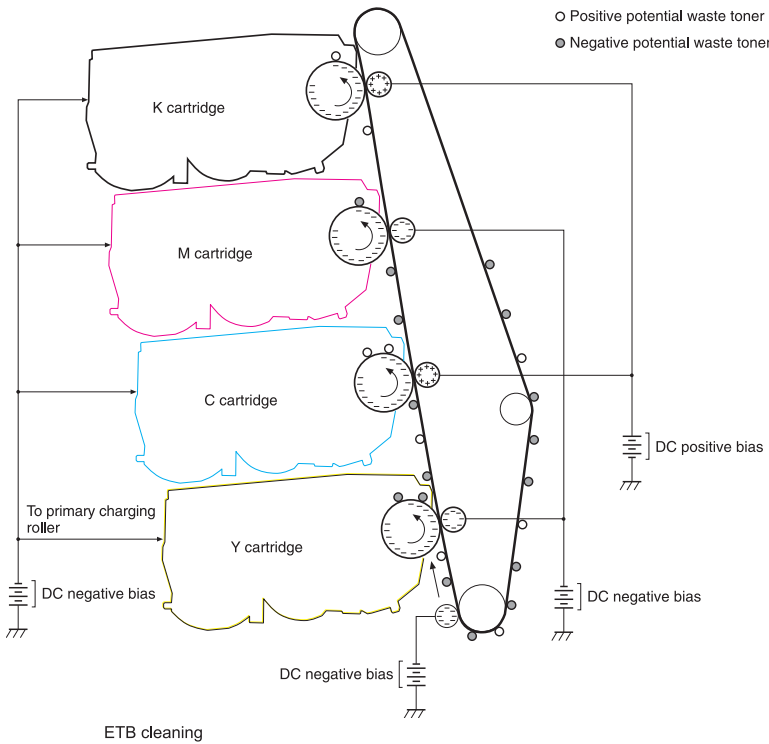 Positive potential waste toner
Negative potential waste toner
K cartridge
M cartridge
C cartridge
DC positive bias
To primary charging
roller
Y cartridge
DC negative bias
DC negative bias
DC negative bias
ETB cleaning